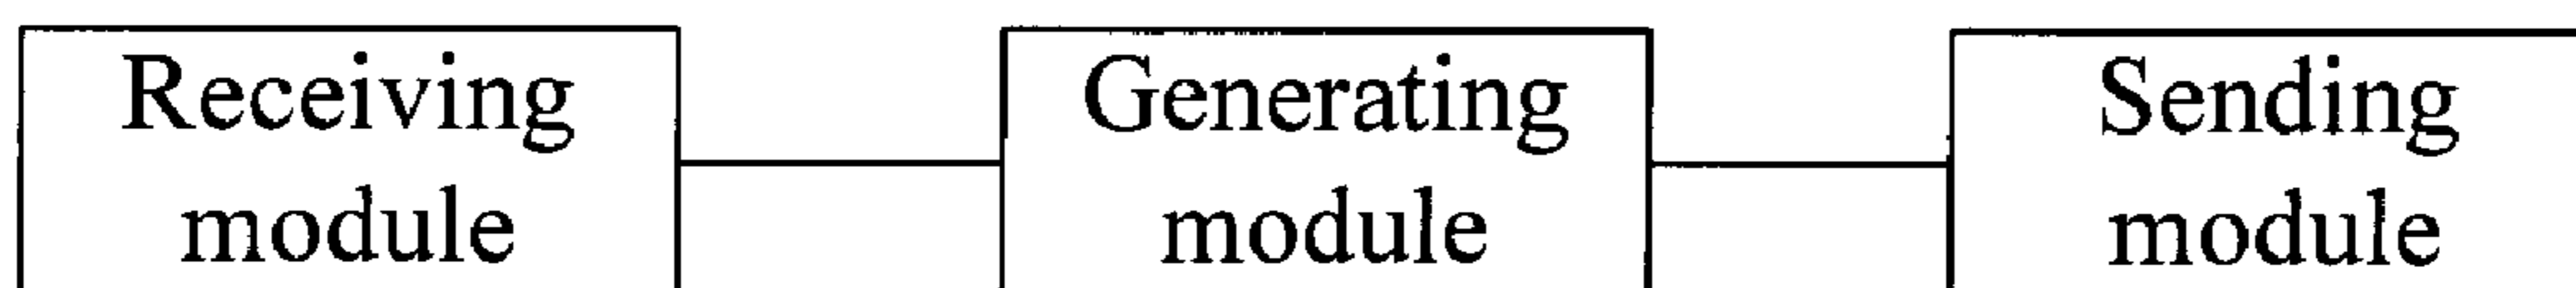 Receiving
module
Generating
module
Sending
module